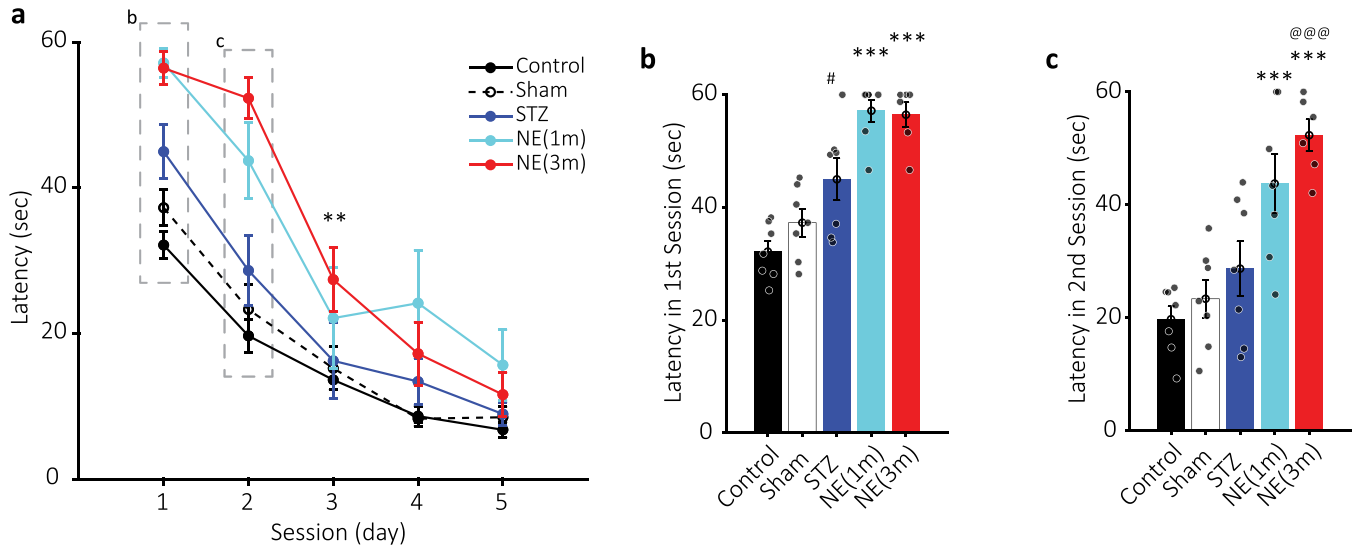 a
b
c
60
40
20
0
Latency (sec)
**
1 2 3 4 5
Session (day)
Control
Sham
STZ
NE(1m)
NE(3m)
b
#
***
***
60
40
20
0
Latency in 1st Session (sec)
Control
Sham
STZ
NE(1m)
NE(3m)
c
@@@
***
***
60
40
20
0
Latency in 2nd Session (sec)
Control
Sham
STZ
NE(1m)
NE(3m)